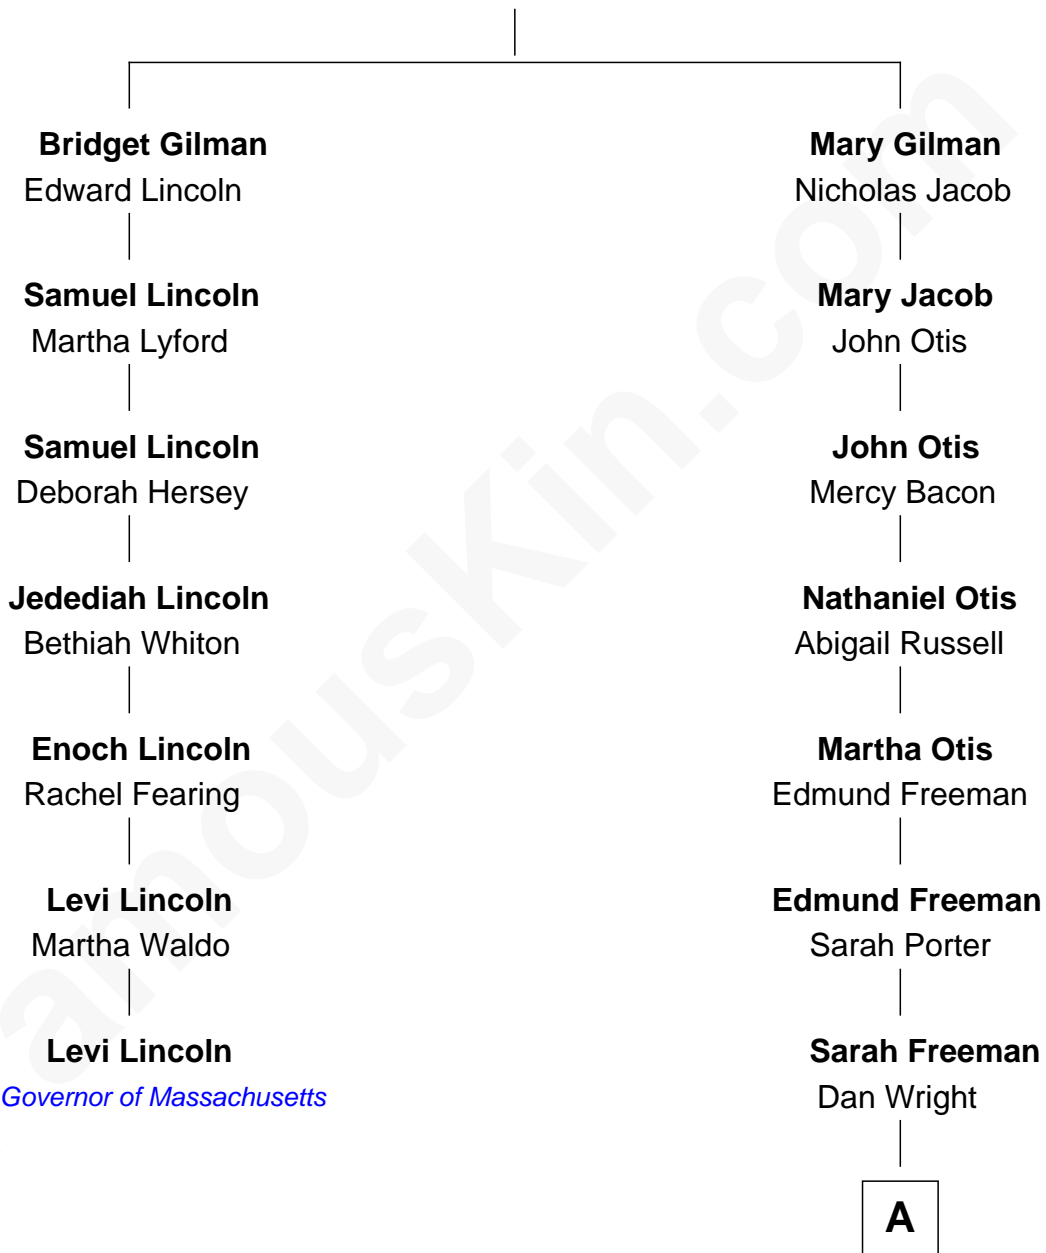 Bridget Gilman
Edward Lincoln
Samuel Lincoln
Martha Lyford
Samuel Lincoln
Deborah Hersey
Jedediah Lincoln
Bethiah Whiton
Enoch Lincoln
Rachel Fearing
Levi Lincoln
Martha Waldo
Levi Lincoln
Governor of Massachusetts
Mary Gilman
Nicholas Jacob
Mary Jacob
John Otis
John Otis
Mercy Bacon
Nathaniel Otis
Abigail Russell
Martha Otis
Edmund Freeman
Edmund Freeman
Sarah Porter
Sarah Freeman
Dan Wright
A
amouskin.com